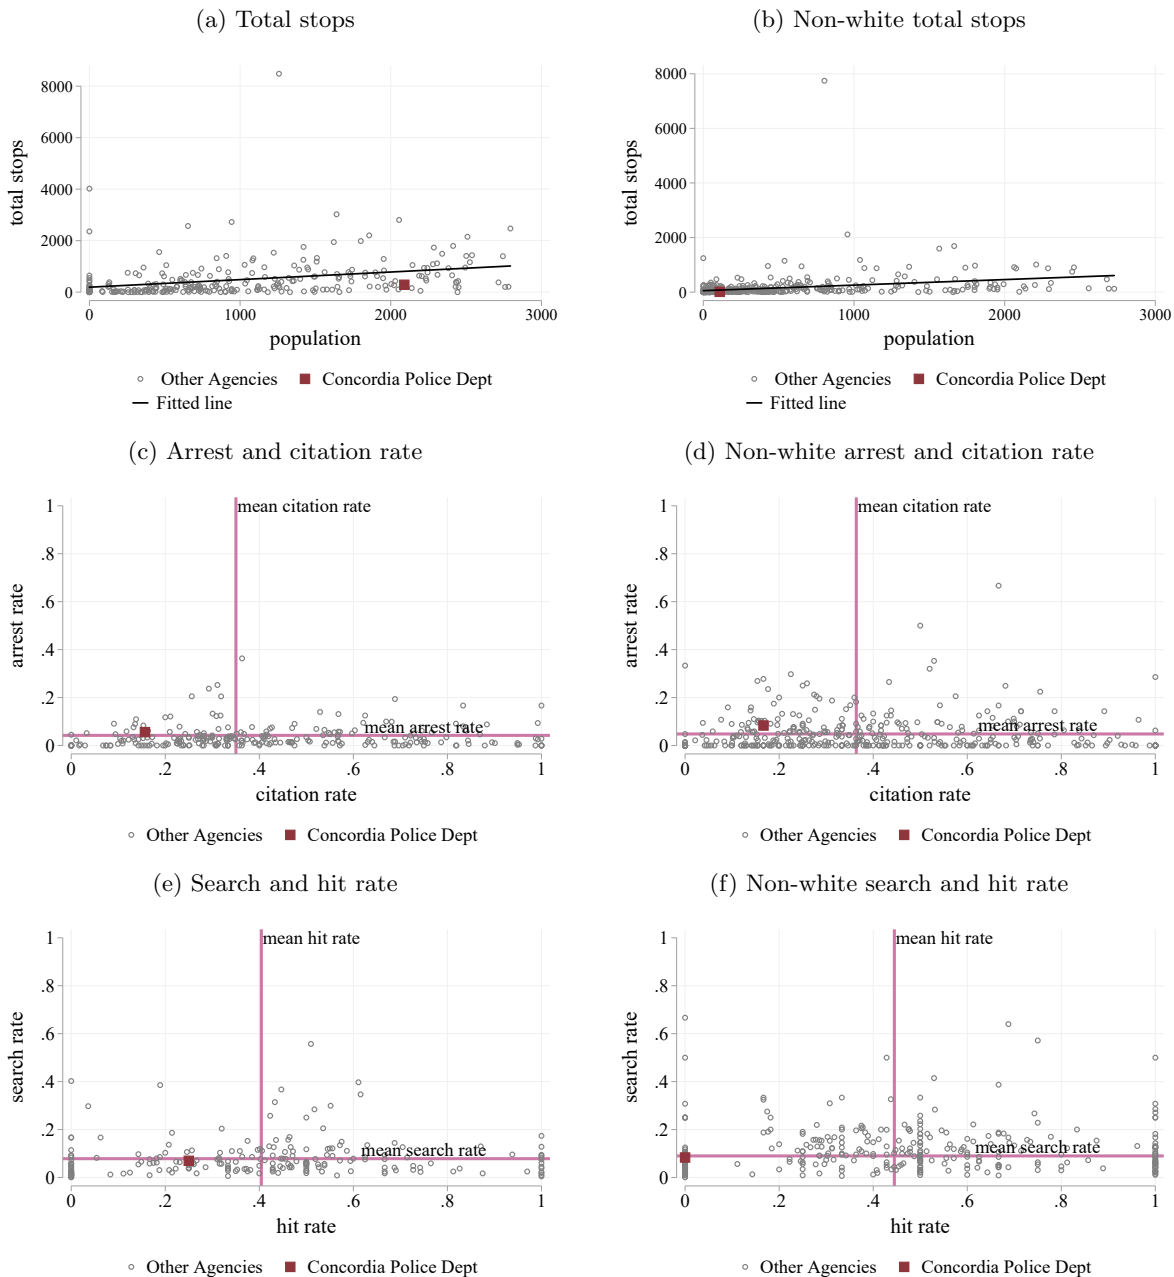 (a) Total stops
8000
6000
4000
2000
0
total stops
0 1000 2000 3000
population
Other Agencies Concordia Police Dept
Fitted line
(b) Non-white total stops
8000
6000
4000
2000
0
total stops
0 1000 2000 3000
population
Other Agencies Concordia Police Dept
Fitted line
(c) Arrest and citation rate
1
.8
.6
.4
.2
0
arrest rate
mean citation rate
mean arrest rate
0 .2 .4 .6 .8 1
citation rate
Other Agencies Concordia Police Dept
(d) Non-white arrest and citation rate
1
.8
.6
.4
.2
0
arrest rate
mean citation rate
mean arrest rate
0 .2 .4 .6 .8 1
citation rate
Other Agencies Concordia Police Dept
(e) Search and hit rate
1
.8
.6
.4
.2
0
search rate
mean hit rate
mean search rate
0 .2 .4 .6 .8 1
hit rate
Other Agencies Concordia Police Dept
(f) Non-white search and hit rate
1
.8
.6
.4
.2
0
search rate
mean hit rate
mean search rate
0 .2 .4 .6 .8 1
hit rate
Other Agencies Concordia Police Dept